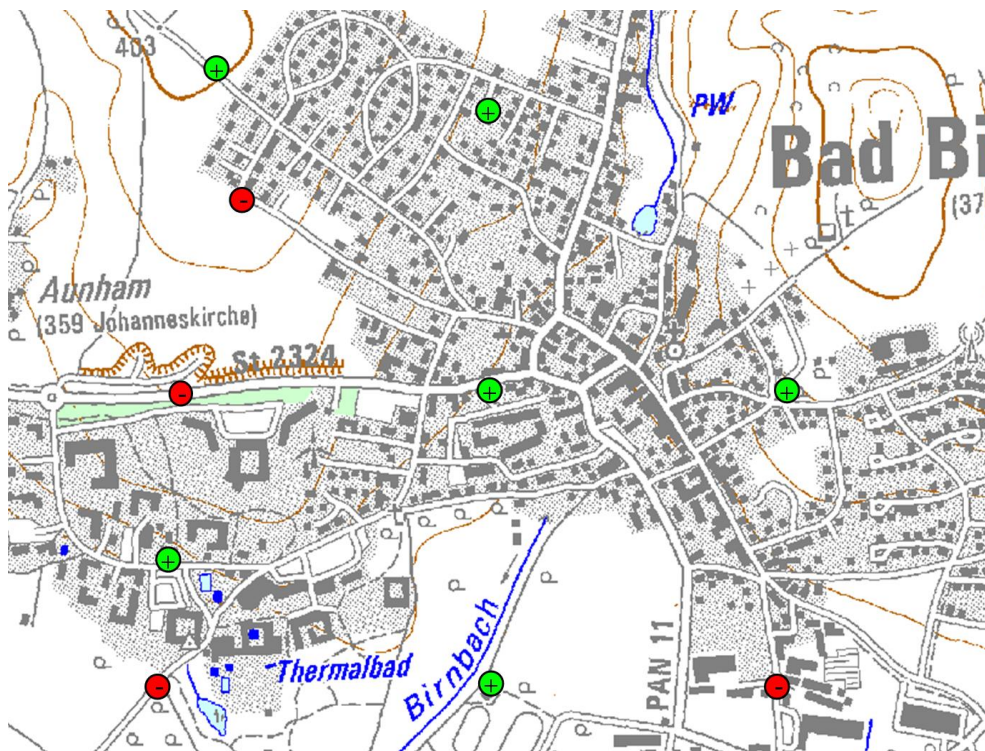 403
PW
Bad Bi
(37
Aunham
(359 Johanneskirche)
St 2324
Thermalbad
Birnbach
PAN 11